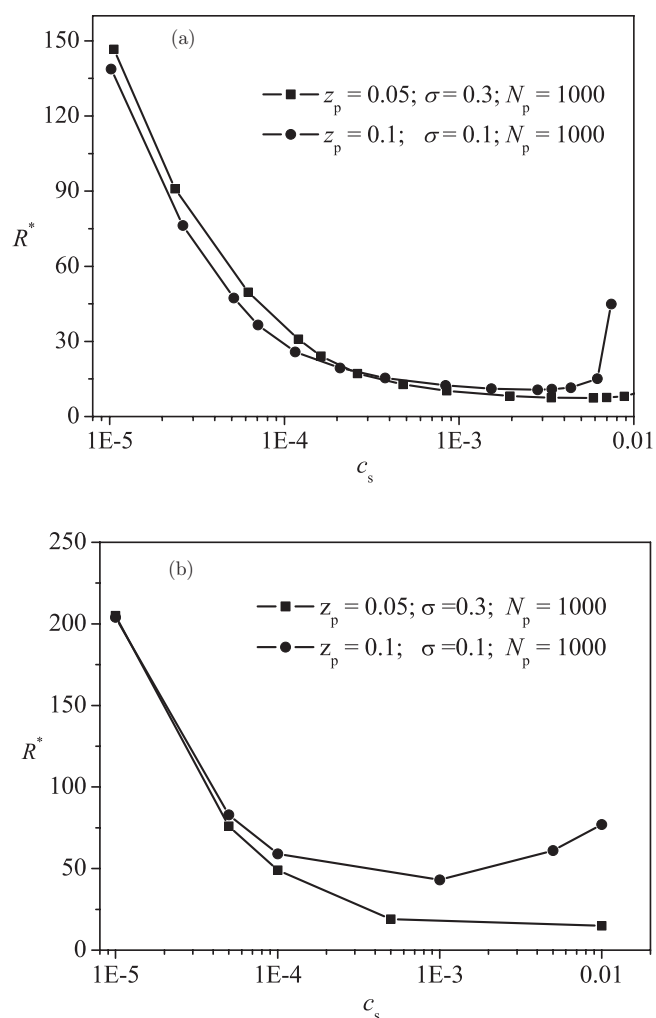 (a)
150
120
90
60
30
0
R*
z_p = 0.05; σ = 0.3; N_p = 1000
z_p = 0.1; σ = 0.1; N_p = 1000
1E-5 1E-4 1E-3 0.01
c_s
(b)
250
200
150
100
50
0
R*
z_p = 0.05; σ =0.3; N_p = 1000
z_p = 0.1; σ =0.1; N_p = 1000
1E-5 1E-4 1E-3 0.01
c_s